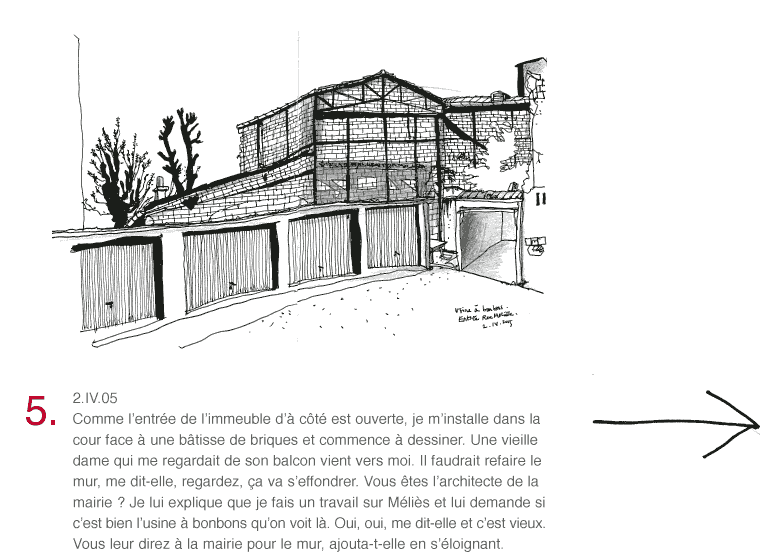 Usine à bonbons.
Entrée Rue Méliès.
2.IV.2005
5.
2.IV.05
Comme l'entrée de l'immeuble d'à côté est ouverte, je m'installe dans la
cour face à une bâtisse de briques et commence à dessiner. Une vieille
dame qui me regardait de son balcon vient vers moi. Il faudrait refaire le
mur, me dit-elle, regardez, ça va s'effondrer. Vous êtes l'architecte de la
mairie ? Je lui explique que je fais un travail sur Méliès et lui demande si
c'est bien l'usine à bonbons qu'on voit là. Oui, oui, me dit-elle et c'est vieux.
Vous leur direz à la mairie pour le mur, ajouta-t-elle en s'éloignant.